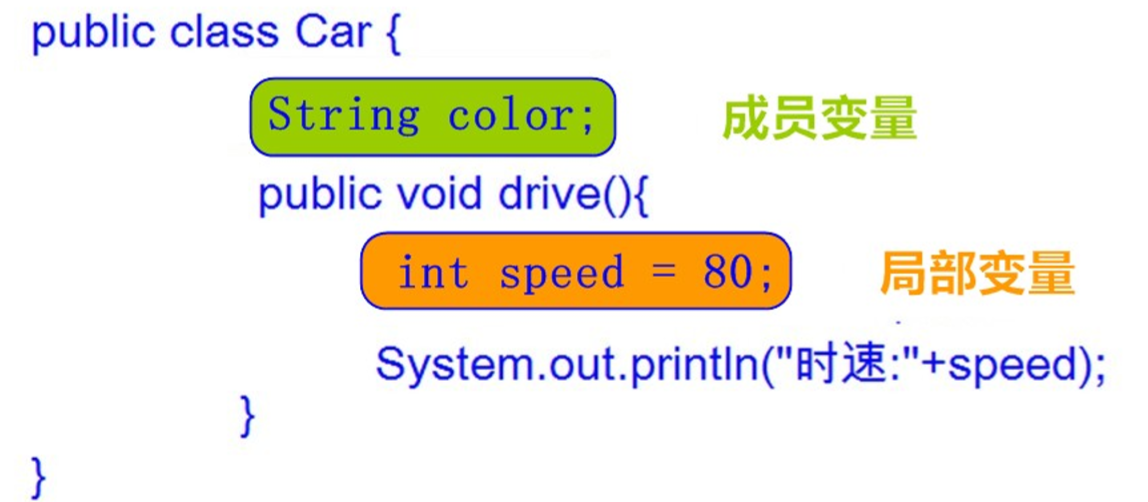 public class Car {
String color; 成员变量
public void drive(){
int speed = 80; 局部变量
System.out.println("时速:"+speed);
}
}